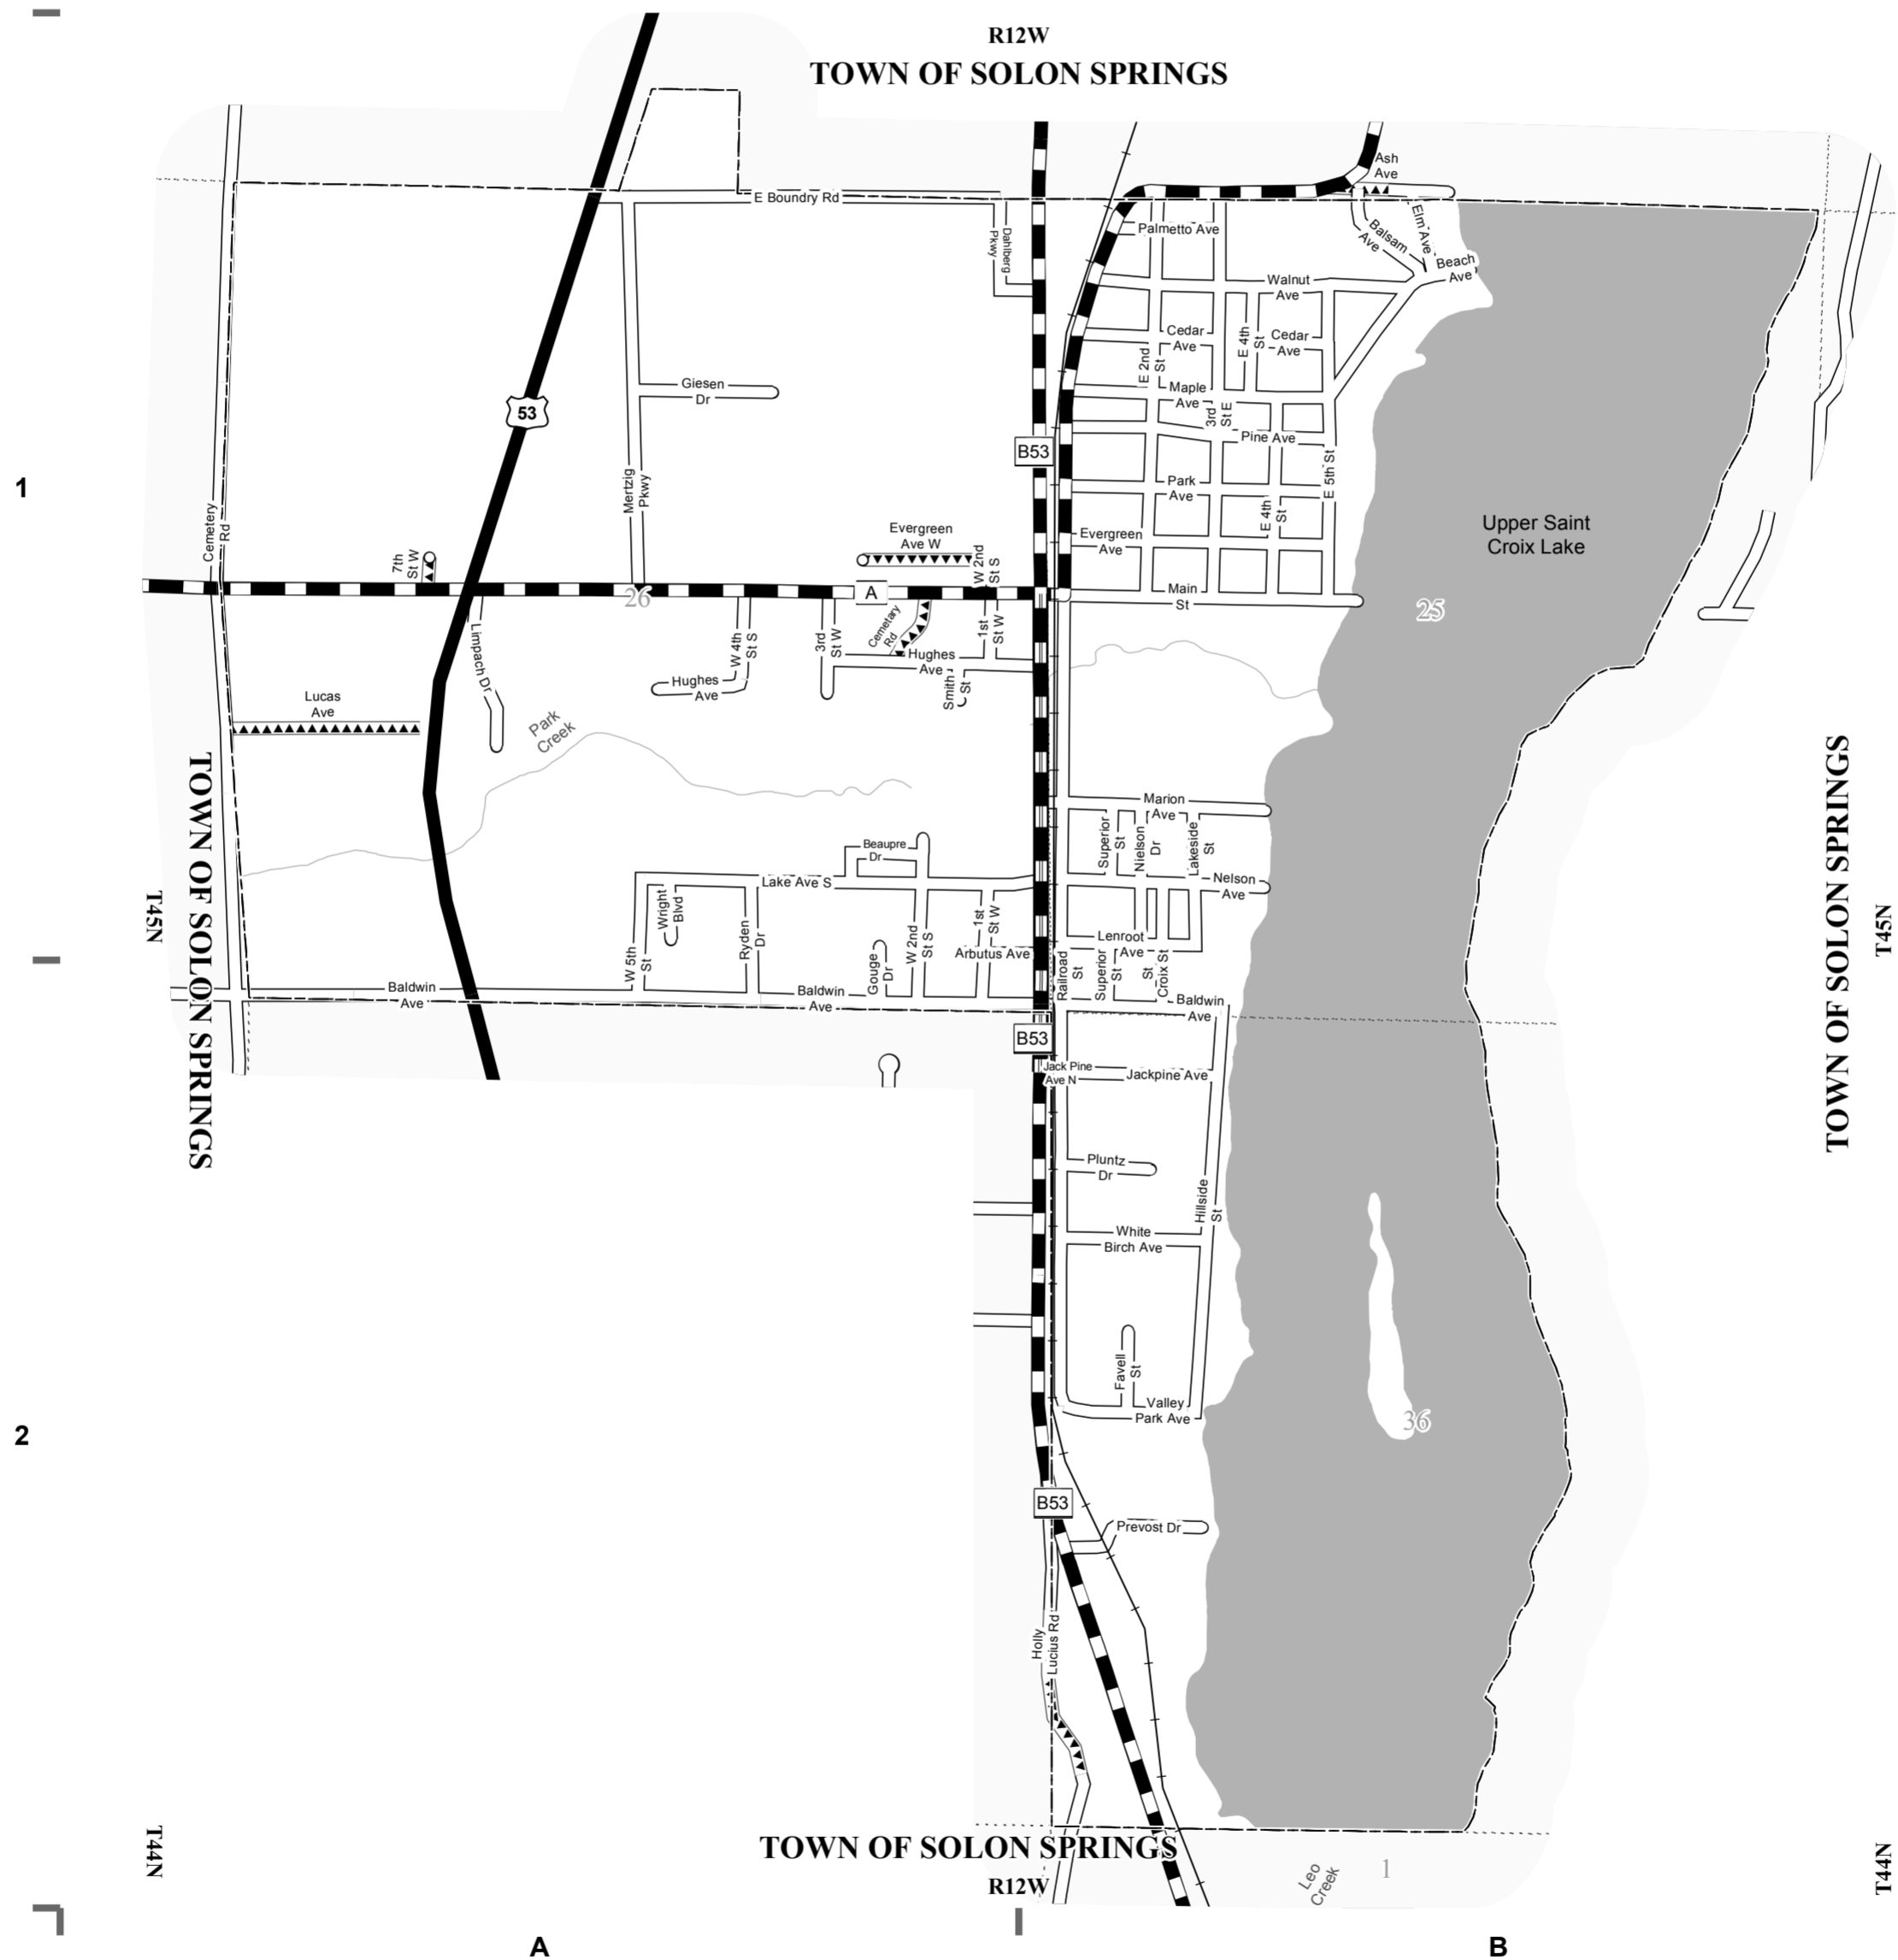 R12W
TOWN OF SOLON SPRINGS
Ash
Ave
E Boundry Rd
Dahlberg
Pkwy
Palmetto Ave
Elm Ave
Balsam
Ave
Beach
Ave
Walnut
Ave
Cedar
Ave
E 4th
St
Cedar
Ave
E 2nd
St
Giesen
Dr
Maple
Ave
3rd
St E
53
B53
Pine Ave
E 5th St
Mertzig
Pkwy
Park
Ave
1
Cemetery
Rd
E 4th
St
Evergreen
Ave W
Evergreen
Ave
Upper Saint
Croix Lake
7th
St W
W 2nd
St S
A
Main
St
26
25
Limpach Dr
W 4th
St S
3rd
St W
Cemetary
Rd
1st
St W
Hughes
Ave
Hughes
Ave
Smith
St
Lucas
Ave
Park
Creek
TOWN OF SOLON SPRINGS
TOWN OF SOLON SPRINGS
Marion
Ave
Superior
St
Nielson
Dr
Lakeside
St
Beaupre
Dr
Lake Ave S
Nelson
Ave
T45N
T45N
Wright
Blvd
Ryden
Dr
W 5th
St
Gouge
Dr
W 2nd
St S
1st
St W
Arbutus Ave
Lenroot
Ave
Railroad
St
Superior
St
St
Croix St
Baldwin
Ave
Baldwin
Ave
Baldwin
Ave
B53
Jack Pine
Ave N
Jackpine Ave
Pluntz
Dr
Hillside
St
White
Birch Ave
Favell
St
Valley
Park Ave
36
2
B53
Prevost Dr
Holly
Lucius Rd
T44N
T44N
TOWN OF SOLON SPRINGS
R12W
Leo
Creek
1
A
B